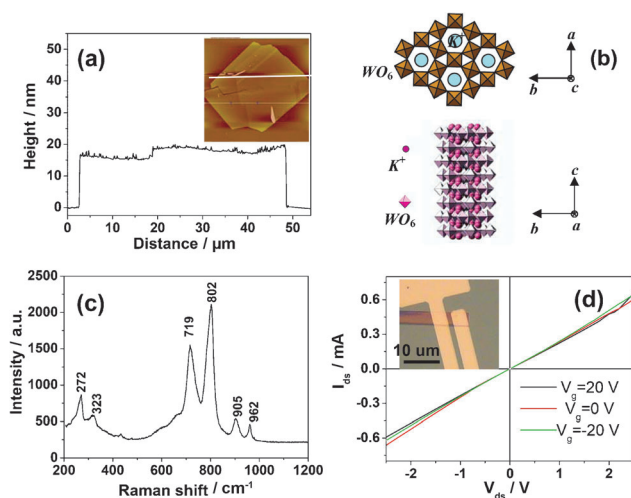 (a)
60
50
40
30
20
10
0
Height / nm
0 10 20 30 40 50
Distance / μm
(b)
K+
WO6
a
b
c
K+
WO6
c
b
a
(c)
2500
2000
1500
1000
500
0
Intensity / a.u.
272
323
719
802
905
962
200 400 600 800 1000 1200
Raman shift / cm-1
(d)
0.6
0.0
-0.6
Ids / mA
10 um
Vg=20 V
Vg=0 V
Vg=-20 V
-2 -1 0 1 2
Vds / V